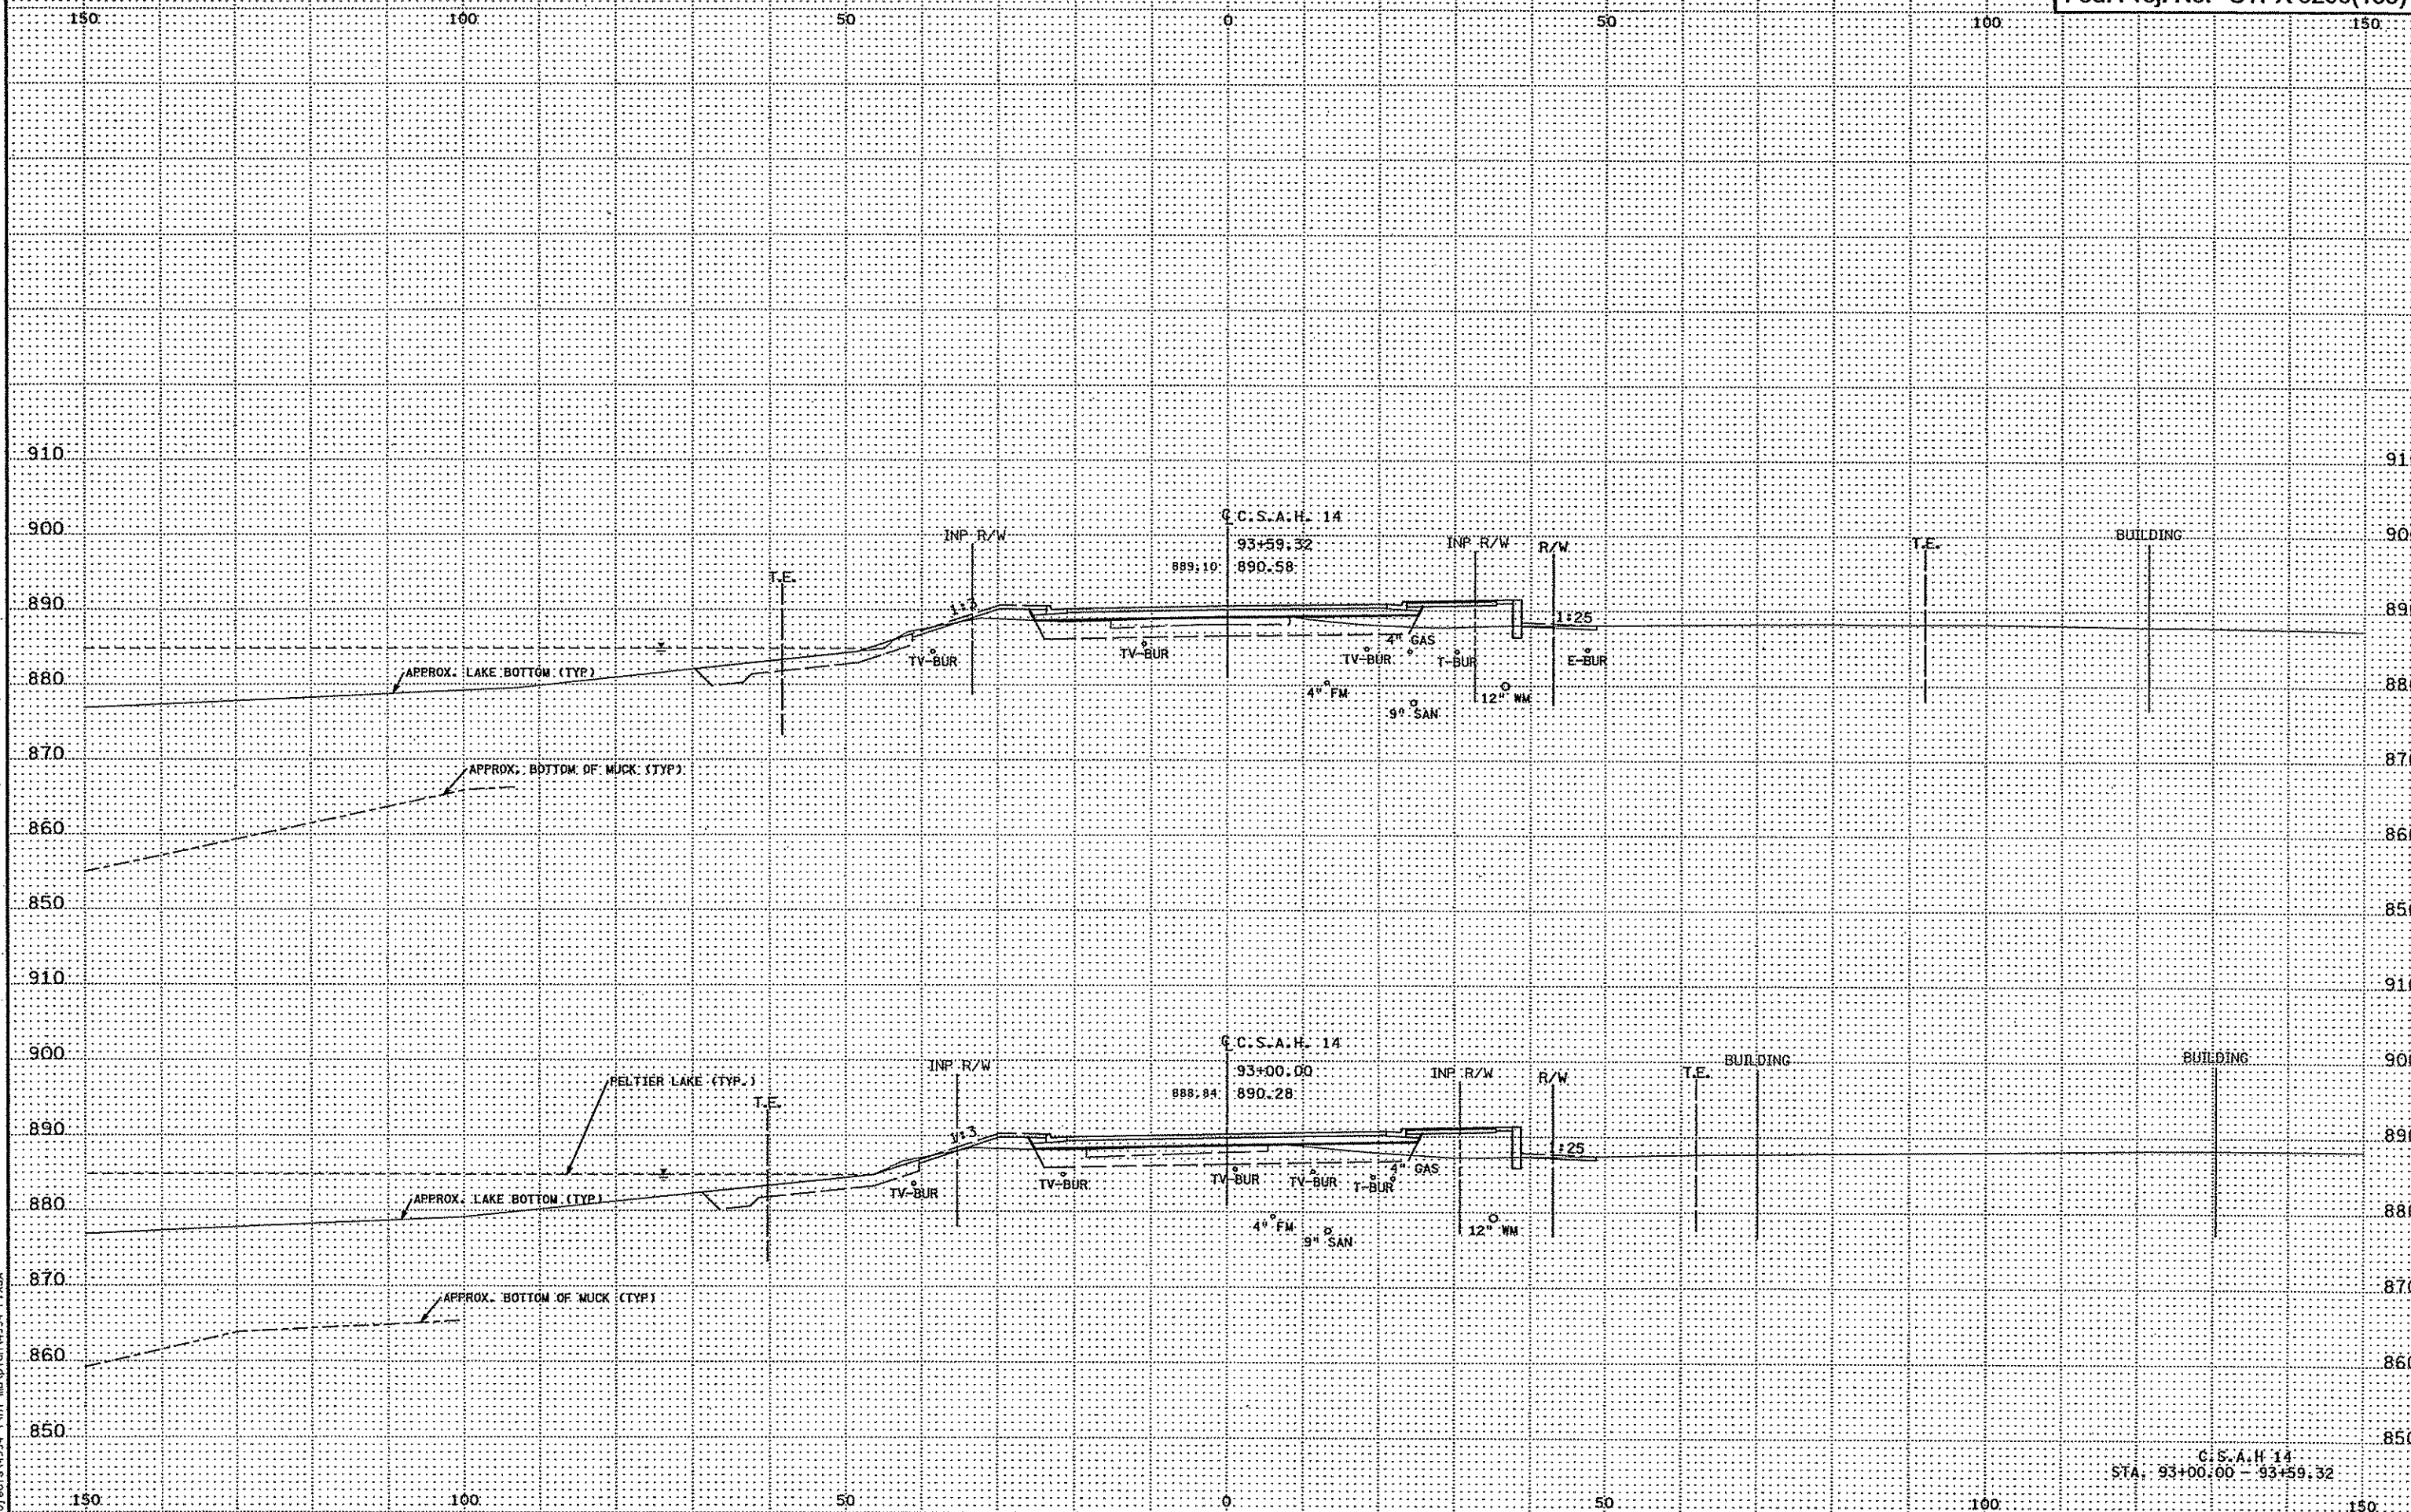 150 100 50 0 50 100 150
910
900 INP R/W ℄ C.S.A.H. 14 INP R/W R/W T.E. BUILDING
93+59.32
889.10 890.58
T.E.
890 1:3 1:25 
4" GAS
TV-BUR TV-BUR TV-BUR T-BUR E-BUR
880 APPROX. LAKE BOTTOM (TYP) 880
4" FM 12" WM
9" SAN
870
APPROX. BOTTOM OF MUCK (TYP)
860
850
910
900 INP R/W ℄ C.S.A.H. 14 INP R/W R/W T.E. BUILDING BUILDING
PELTIER LAKE (TYP.) 93+00.00
T.E. 888.84 890.28
890 1:3 1:25
4" GAS
TV-BUR TV-BUR TV-BUR TV-BUR T-BUR
880 APPROX. LAKE BOTTOM (TYP)
4" FM 12" WM
9" SAN
870
APPROX. BOTTOM OF MUCK (TYP)
860
850
C.S.A.H 14
STA. 93+00.00 - 93+59.32
150 100 50 0 50 100 150